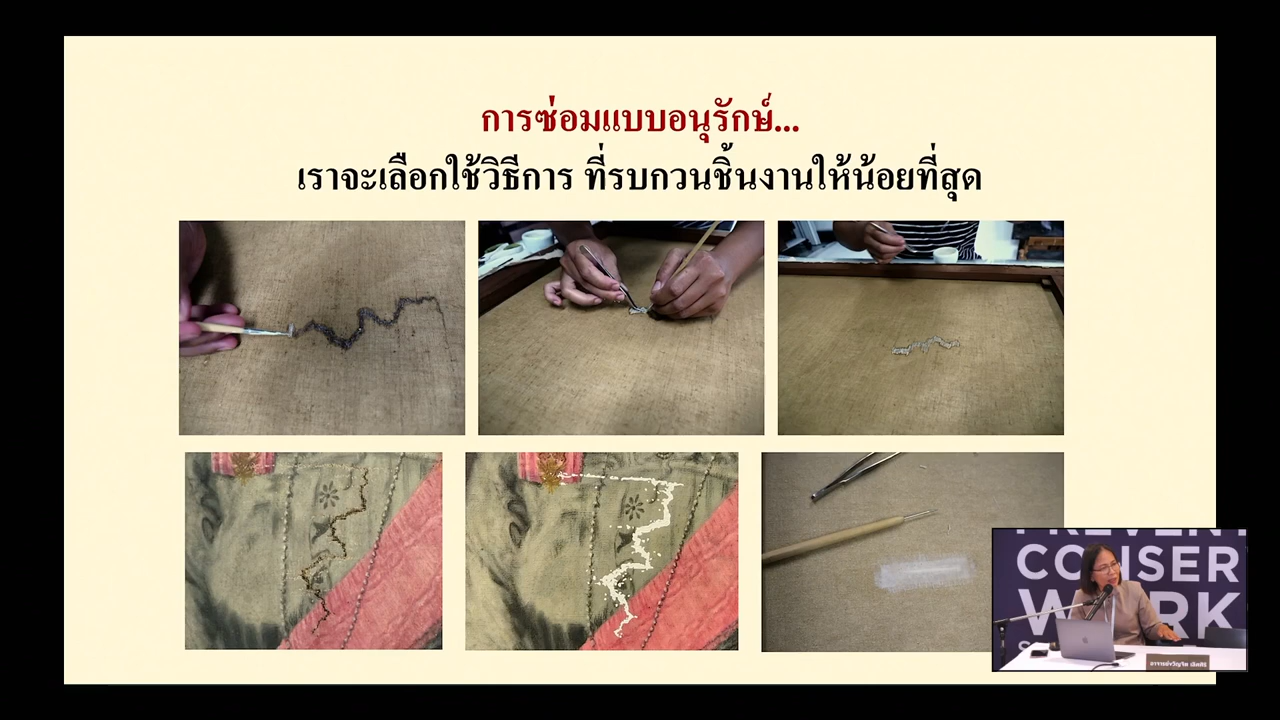 การซ่อมแบบอนุรักษ์...
เราจะเลือกใช้วิธีการ ที่รบกวนชิ้นงานให้น้อยที่สุด
CONSER